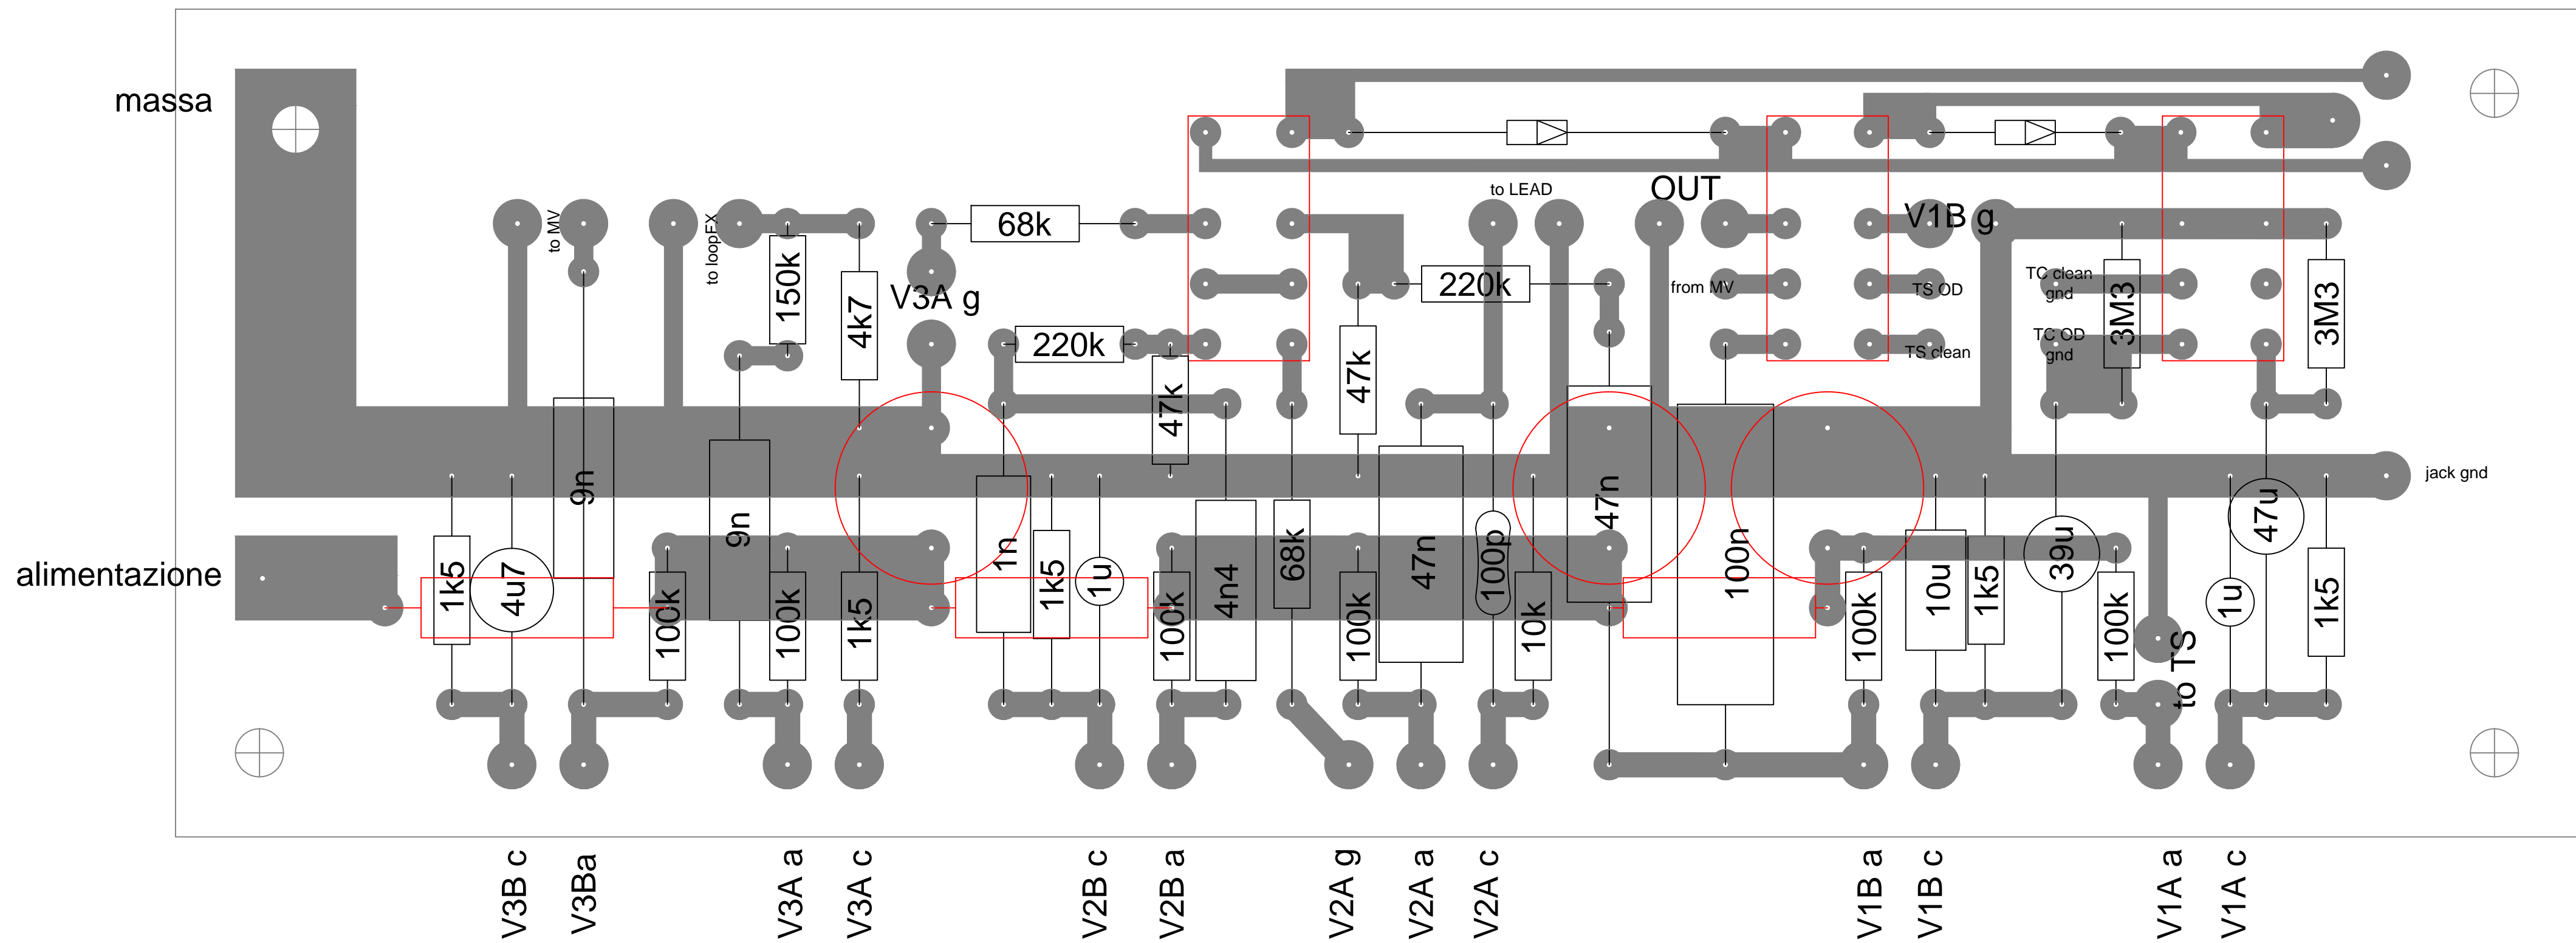 massa
to LEAD
OUT
V1B g
to MV
to loopEX
68k
150k
4k7
V3A g
220k
from MV
TS OD
TC clean
gnd
3M3
3M3
220k
47k
47k
TS clean
TC OD
gnd
jack gnd
9n
9n
1n
47n
47n
100n
100p
68k
4n4
39u
47u
alimentazione
1k5
4u7
100k
100k
1k5
1k5
1u
100k
100k
10k
100k
10u
1k5
100k
1u
1k5
to TS
V3B c
V3Ba
V3A a
V3A c
V2B c
V2B a
V2A g
V2A a
V2A c
V1B a
V1B c
V1A a
V1A c